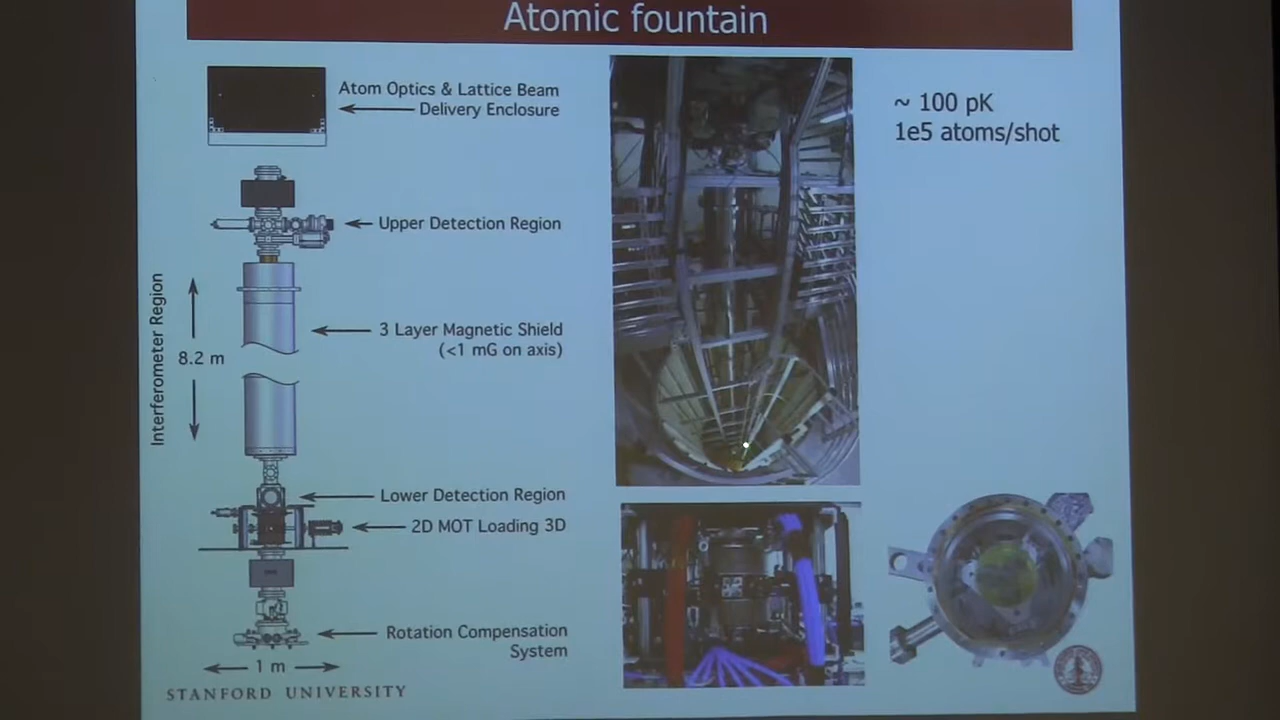 Atomic fountain
Atom Optics & Lattice Beam
Delivery Enclosure
~ 100 pK
1e5 atoms/shot
Upper Detection Region
Interferometer Region
8.2 m
3 Layer Magnetic Shield
(<1 mG on axis)
Lower Detection Region
2D MOT Loading 3D
Rotation Compensation
System
1 m
STANFORD UNIVERSITY